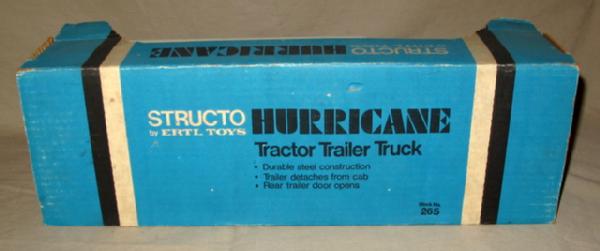 STRUCTO
HURRICANE
STRUCTO HURRICANE
by ERTL TOYS
Tractor Trailer Truck
• Durable steel construction
• Trailer detaches from cab
• Rear trailer door opens
Stock No.
265